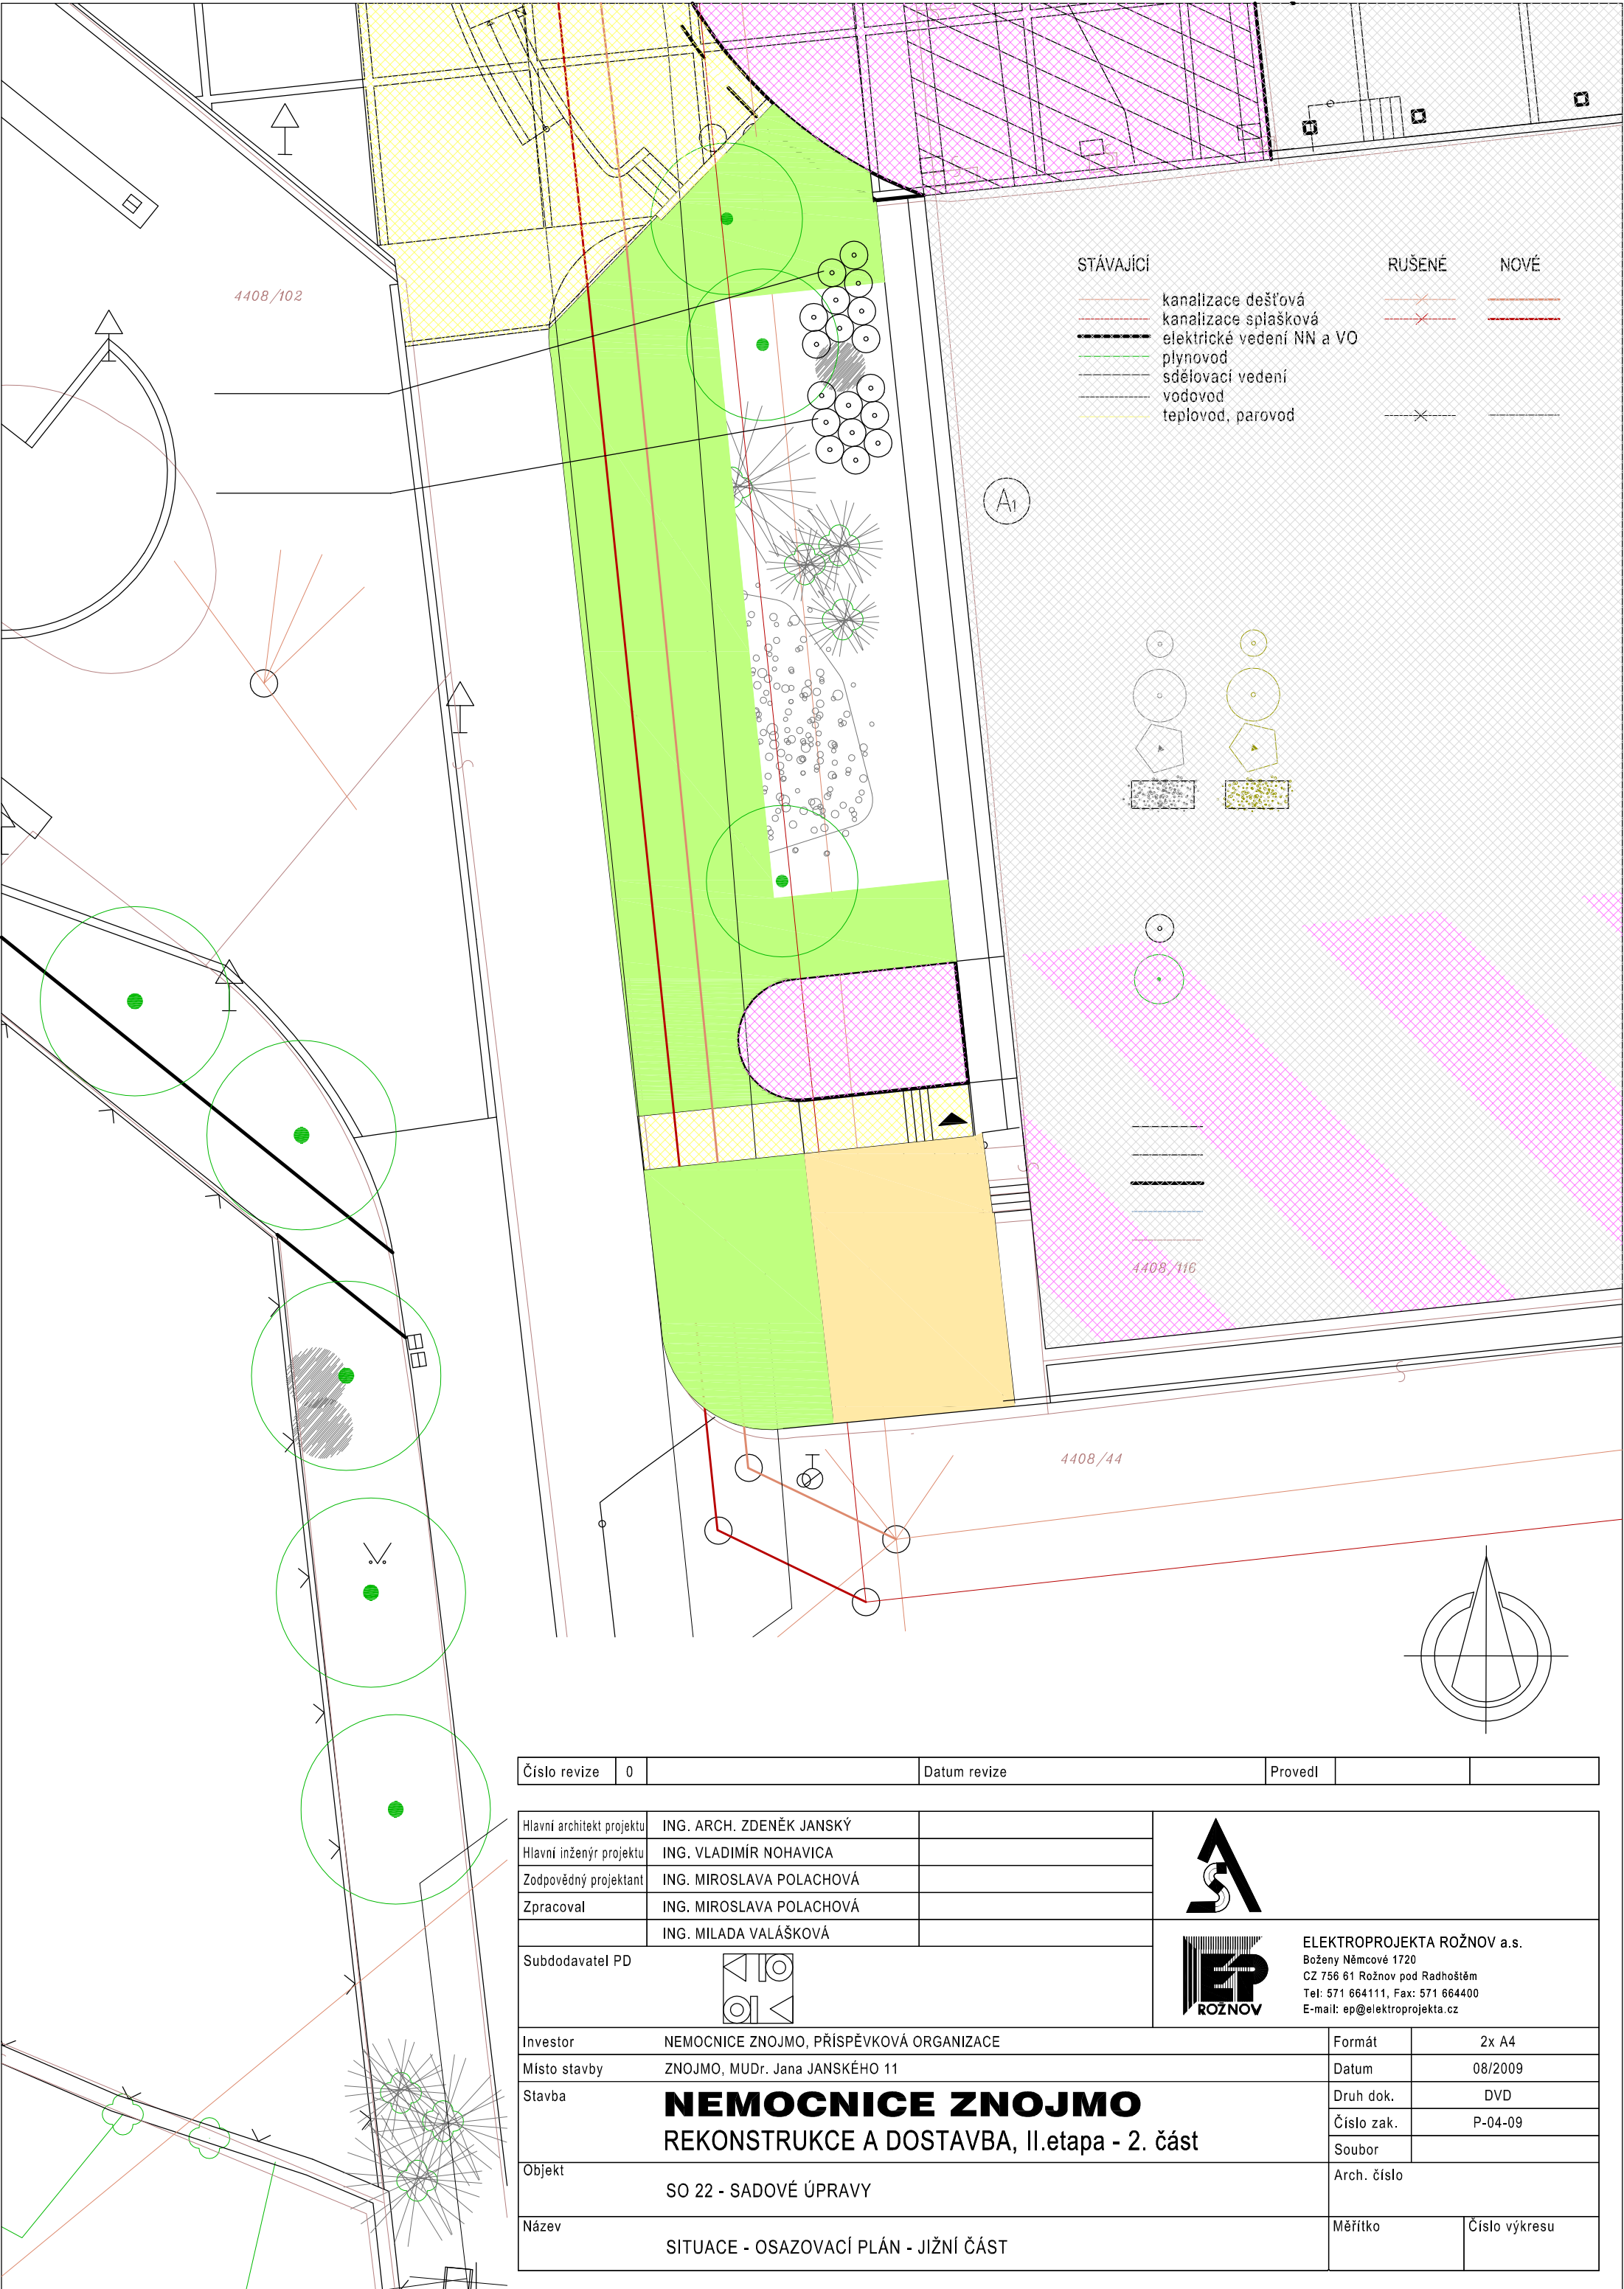 4408/102
STÁVAJÍCÍ RUŠENÉ NOVÉ
kanalizace dešťová
kanalizace splašková
elektrické vedení NN a VO
plynovod
sdělovací vedení
vodovod
teplovod, parovod
A1
4408/116
4408/44
Číslo revize 0 Datum revize Provedl
Hlavní architekt projektu ING. ARCH. ZDENĚK JANSKÝ
Hlavní inženýr projektu ING. VLADIMÍR NOHAVICA
Zodpovědný projektant ING. MIROSLAVA POLACHOVÁ
Zpracoval ING. MIROSLAVA POLACHOVÁ
ING. MILADA VALÁŠKOVÁ
Subdodavatel PD
EP
ROŽNOV
ELEKTROPROJEKTA ROŽNOV a.s.
Boženy Němcové 1720
CZ 756 61 Rožnov pod Radhoštěm
Tel: 571 664111, Fax: 571 664400
E-mail: ep@elektroprojekta.cz
Investor NEMOCNICE ZNOJMO, PŘÍSPĚVKOVÁ ORGANIZACE
Formát 2x A4
Místo stavby ZNOJMO, MUDr. Jana JANSKÉHO 11
Datum 08/2009
Stavba NEMOCNICE ZNOJMO
REKONSTRUKCE A DOSTAVBA, II.etapa - 2. část
Druh dok. DVD
Číslo zak. P-04-09
Soubor
Objekt SO 22 - SADOVÉ ÚPRAVY
Arch. číslo
Název SITUACE - OSAZOVACÍ PLÁN - JIŽNÍ ČÁST
Měřítko Číslo výkresu